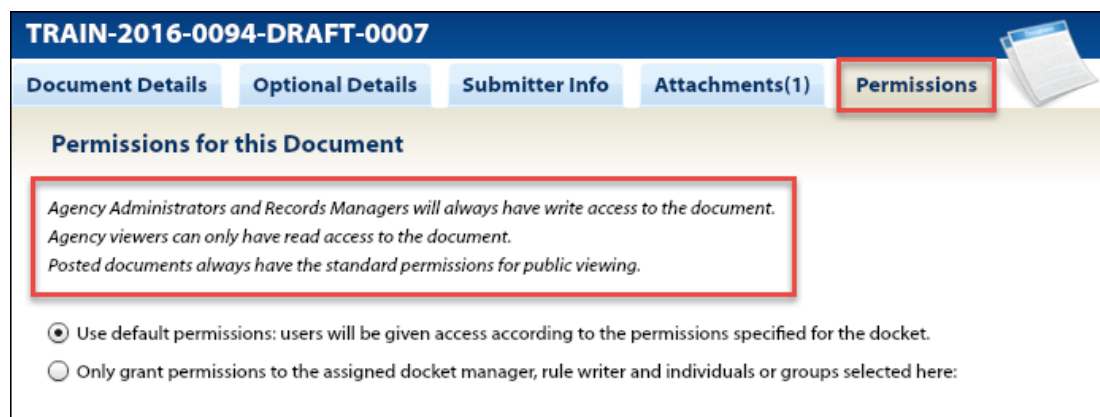 TRAIN-2016-0094-DRAFT-0007
Document Details Optional Details Submitter Info Attachments(1) Permissions
Permissions for this Document
Agency Administrators and Records Managers will always have write access to the document.
Agency viewers can only have read access to the document.
Posted documents always have the standard permissions for public viewing.
Use default permissions: users will be given access according to the permissions specified for the docket.
Only grant permissions to the assigned docket manager, rule writer and individuals or groups selected here: